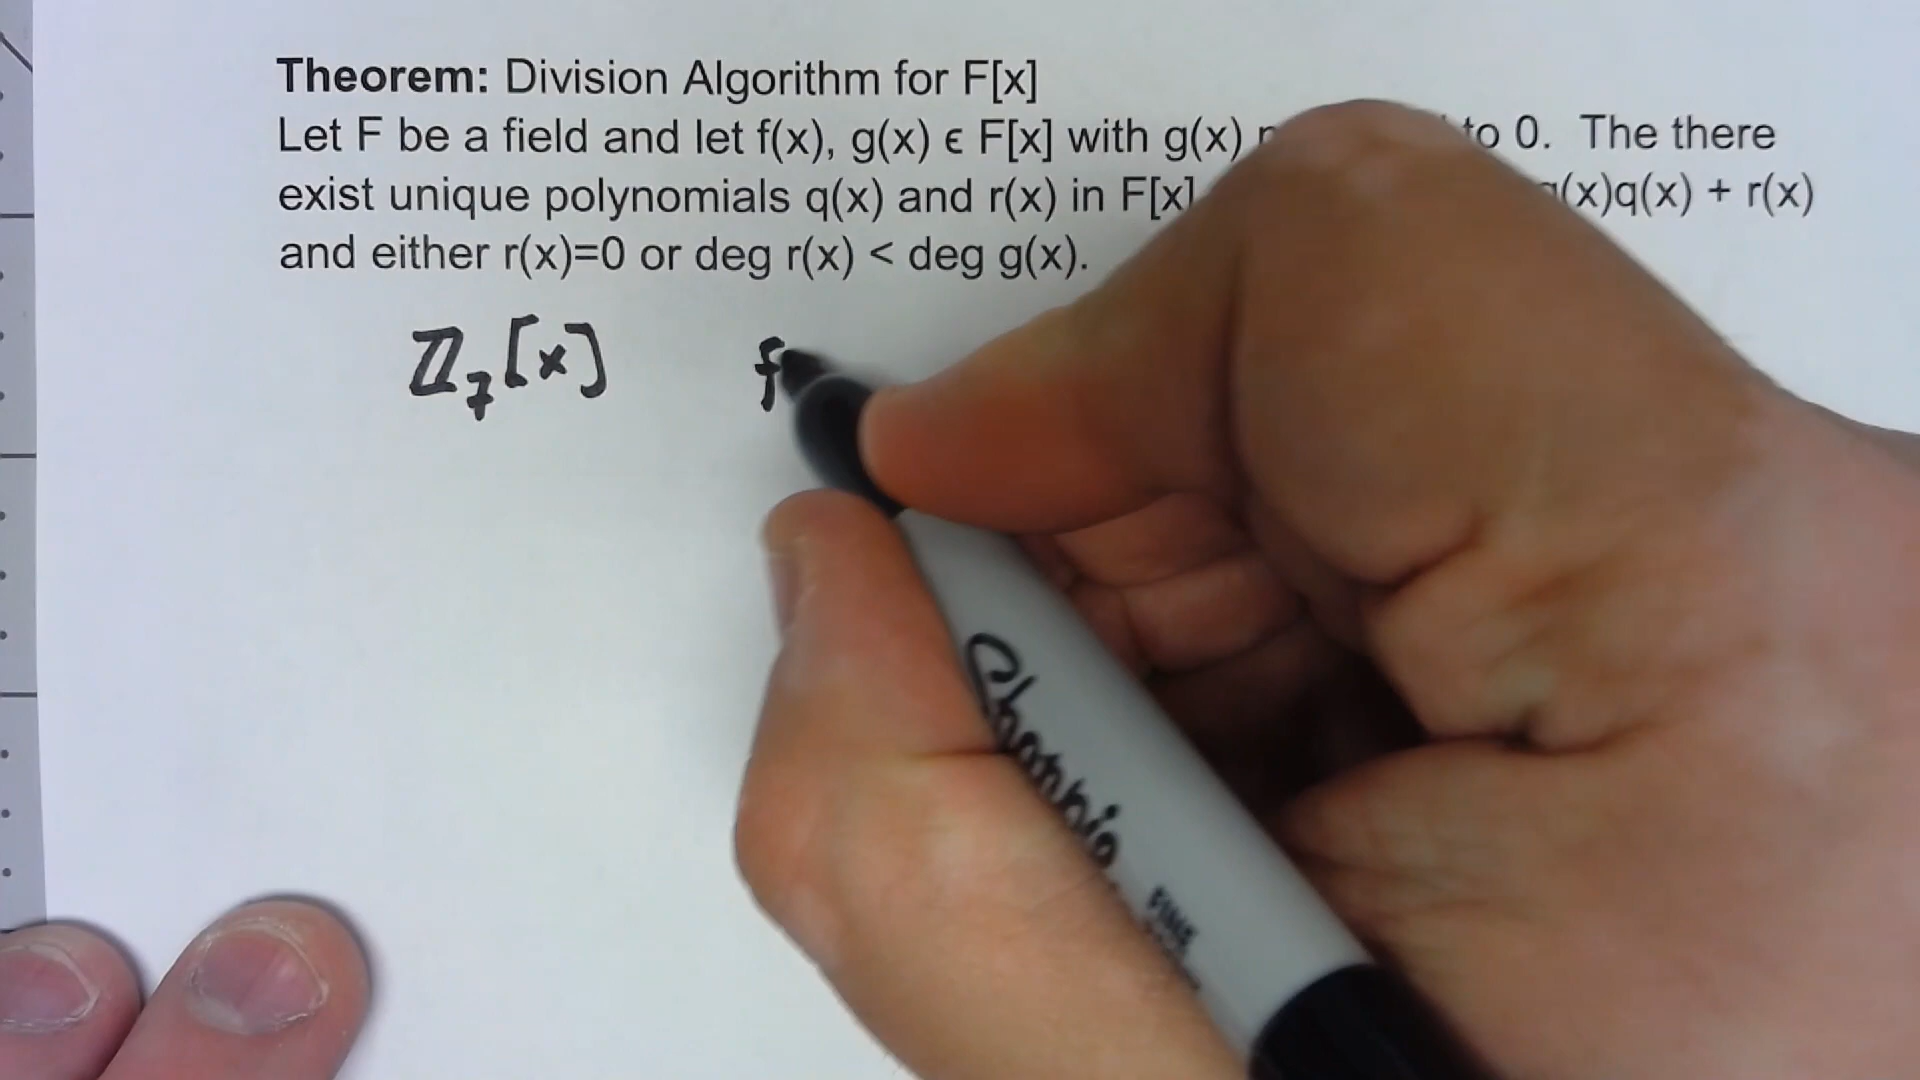 Theorem: Division Algorithm for F[x]
Let F be a field and let f(x), g(x) ϵ F[x] with g(x) to 0. The there
exist unique polynomials q(x) and r(x) in F[x] (x)q(x) + r(x)
and either r(x)=0 or deg r(x) < deg g(x).
ℤ₇[x] f
Sharpie
FINE